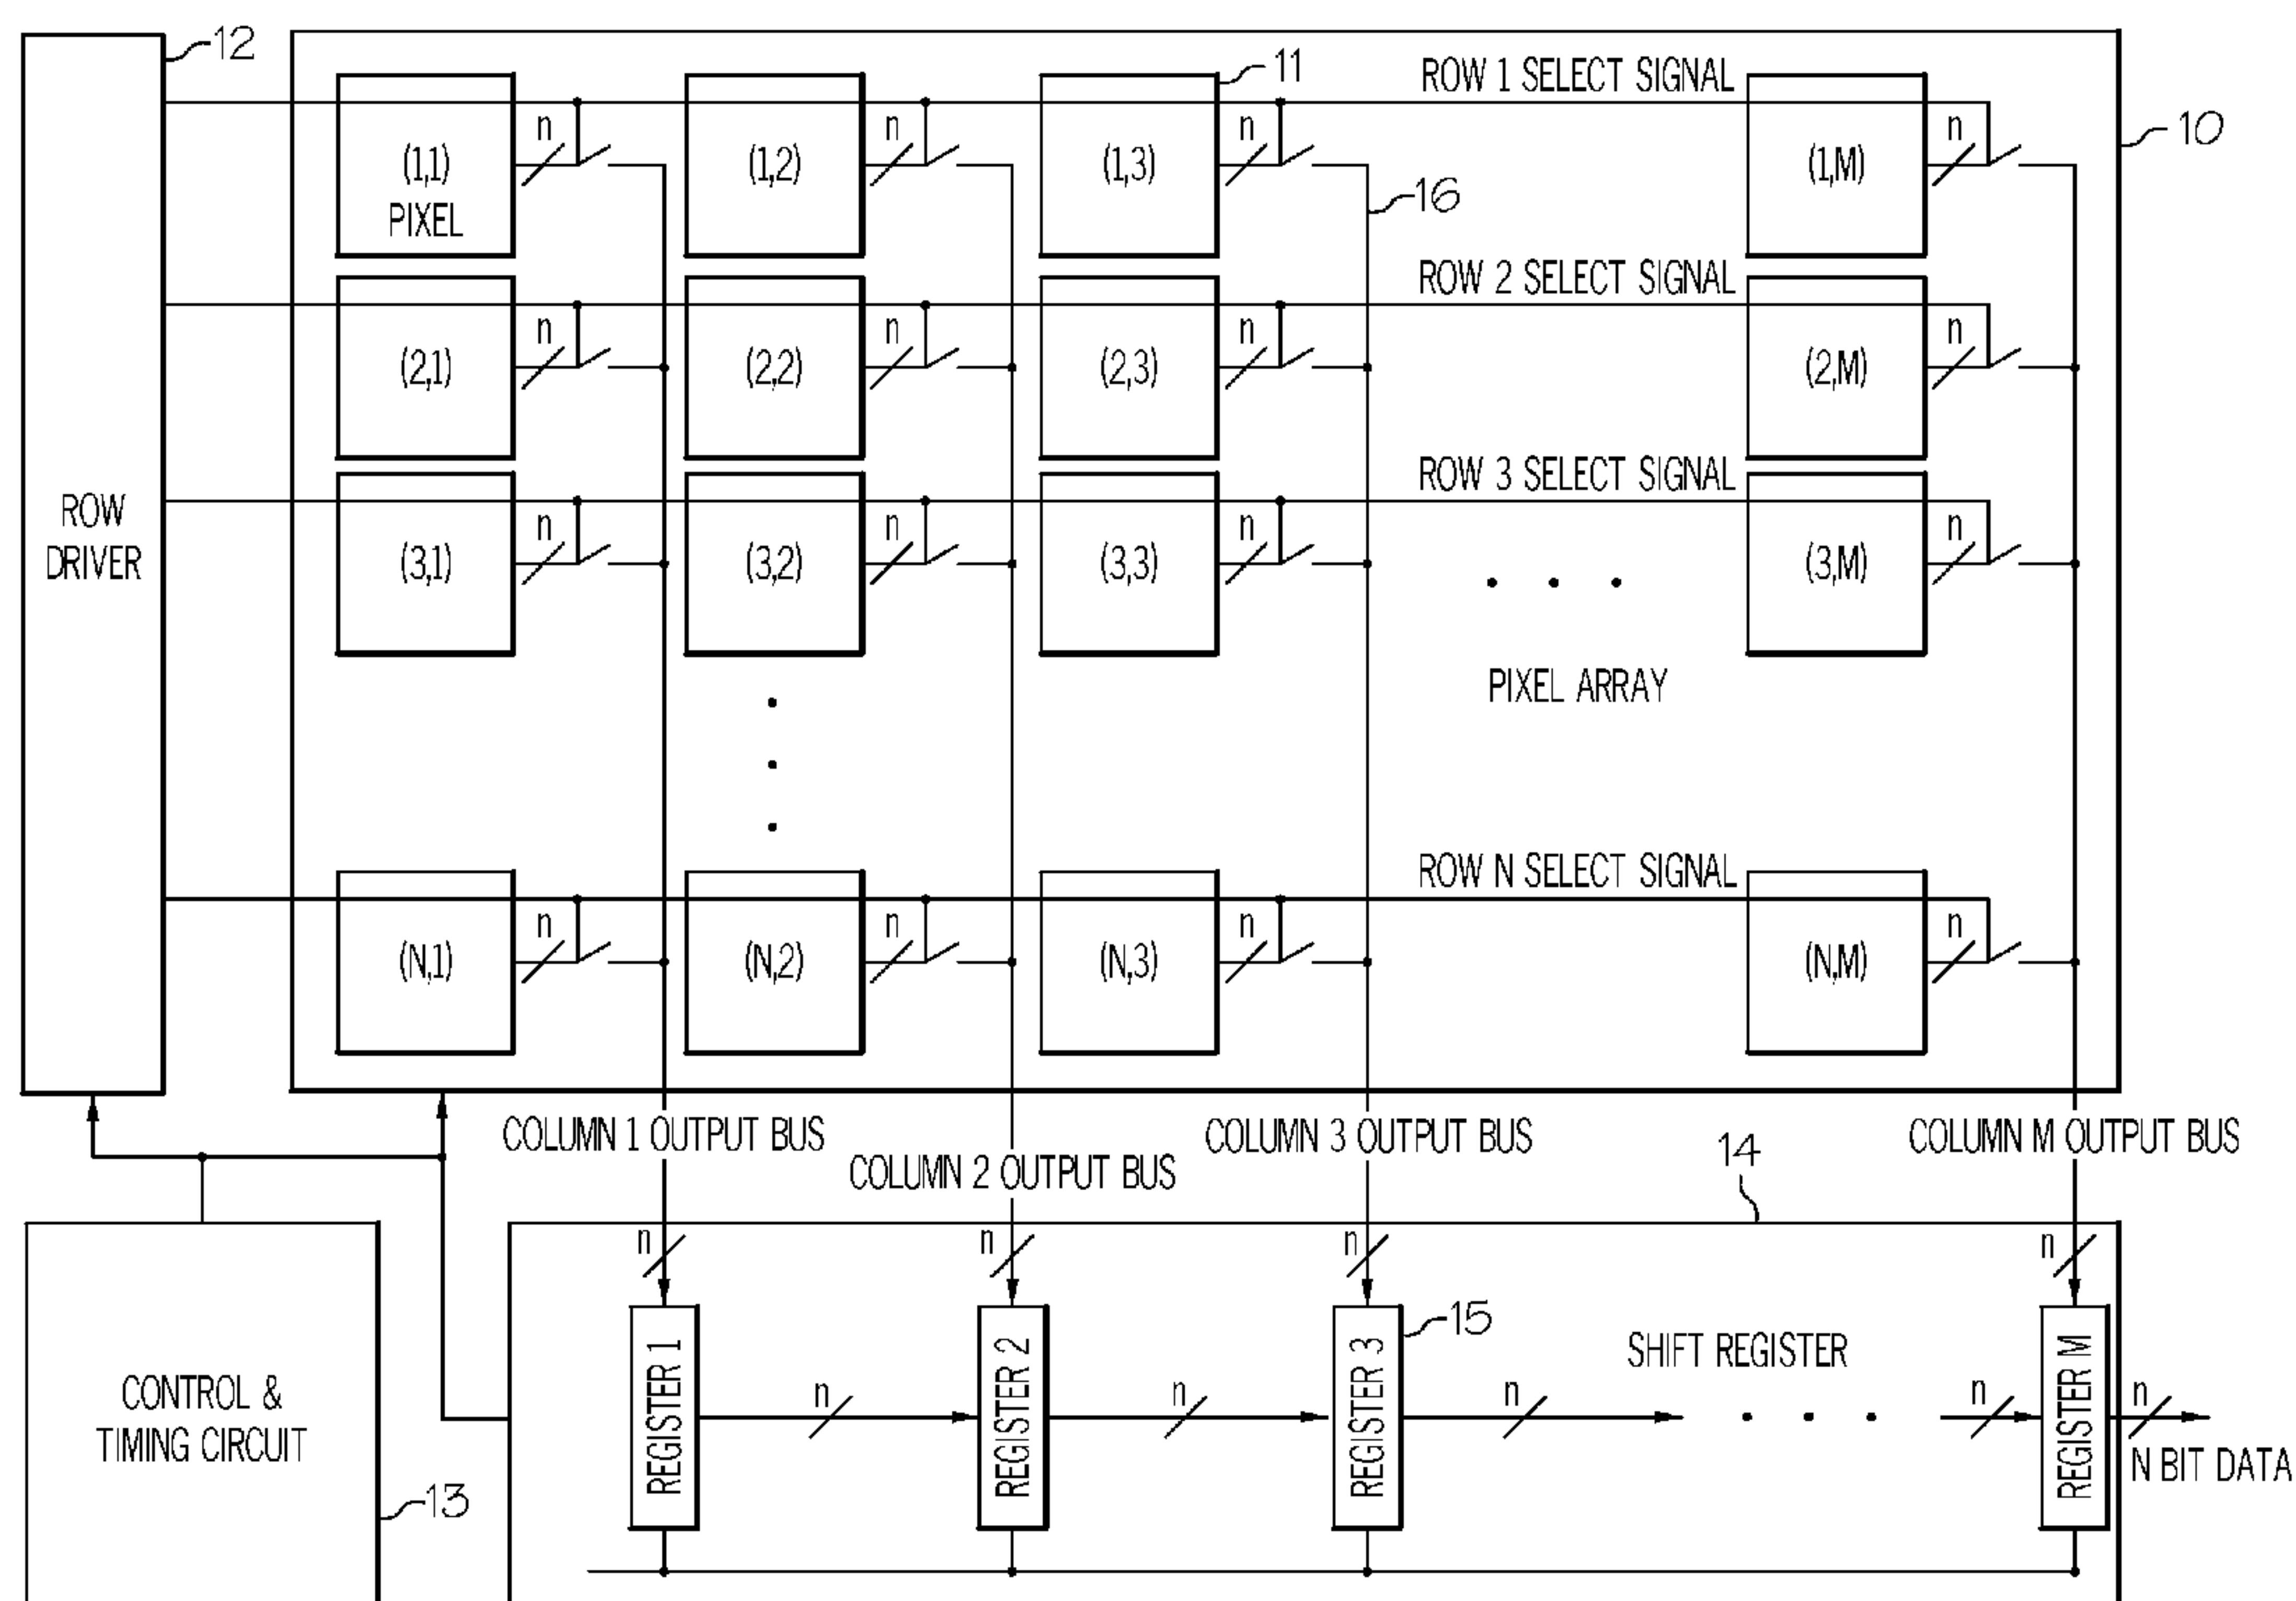 12
11
ROW 1 SELECT SIGNAL
10
n n n n
(1,1) (1,2) (1,3) (1,M)
PIXEL
16
ROW 2 SELECT SIGNAL
n n n n
(2,1) (2,2) (2,3) (2,M)
ROW 3 SELECT SIGNAL
ROW
DRIVER
n n n n
(3,1) (3,2) (3,3) (3,M)
PIXEL ARRAY
ROW N SELECT SIGNAL
n n n n
(N,1) (N,2) (N,3) (N,M)
COLUMN 1 OUTPUT BUS
COLUMN 2 OUTPUT BUS
COLUMN 3 OUTPUT BUS
COLUMN M OUTPUT BUS
14
n n n n
15
SHIFT REGISTER
CONTROL &
TIMING CIRCUIT
13
REGISTER 1
n
REGISTER 2
n
REGISTER 3
n
n
REGISTER M
n
N BIT DATA